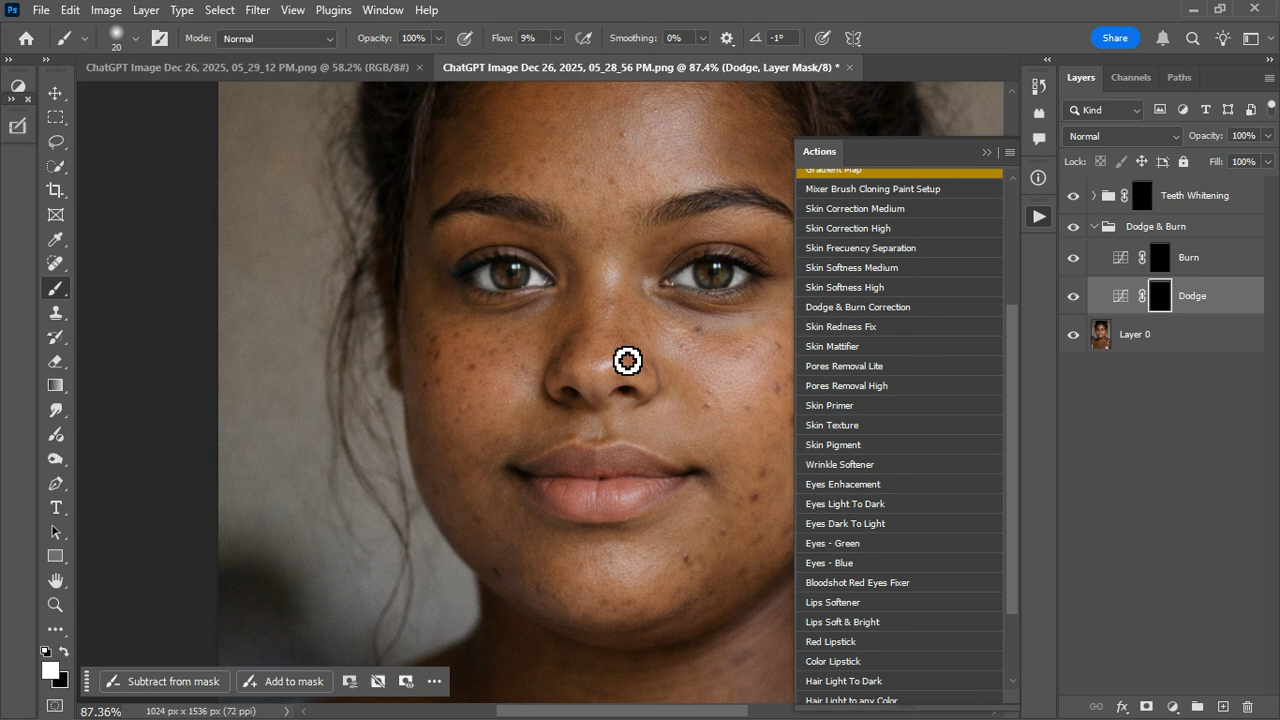 Ps File Edit Image Layer Type Select Filter View Plugins Window Help
20 Mode: Normal Opacity: 100% Flow: 9% Smoothing: 0% -1° Share
ChatGPT Image Dec 26, 2025, 05_29_12 PM.png @ 58.2% (RGB/8#) × ChatGPT Image Dec 26, 2025, 05_28_56 PM.png @ 87.4% (Dodge, Layer Mask/8) * ×
Actions
Gradient Map
Mixer Brush Cloning Paint Setup
Skin Correction Medium
Skin Correction High
Skin Frecuency Separation
Skin Softness Medium
Skin Softness High
Dodge & Burn Correction
Skin Redness Fix
Skin Mattifier
Pores Removal Lite
Pores Removal High
Skin Primer
Skin Texture
Skin Pigment
Wrinkle Softener
Eyes Enhacement
Eyes Light To Dark
Eyes Dark To Light
Eyes - Green
Eyes - Blue
Bloodshot Red Eyes Fixer
Lips Softener
Lips Soft & Bright
Red Lipstick
Color Lipstick
Hair Light To Dark
Hair Light to any Color
Layers Channels Paths
Kind
Normal Opacity: 100%
Lock: Fill: 100%
Teeth Whitening
Dodge & Burn
Burn
Dodge
Layer 0
Subtract from mask Add to mask
87.36% 1024 px x 1536 px (72 ppi)